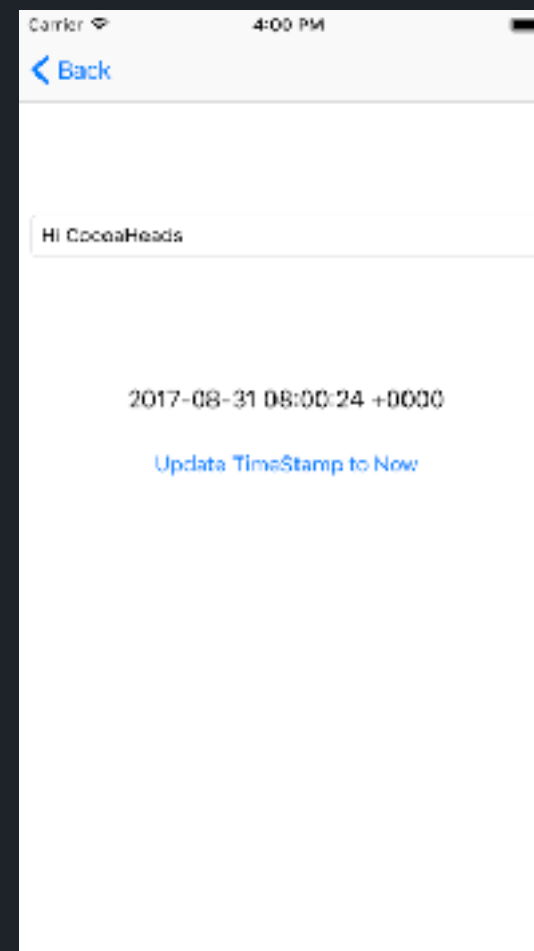 Carrier
4:00 PM
Back
Hi CocoaHeads
2017-08-31 08:00:24 +0000
Update TimeStamp to Now